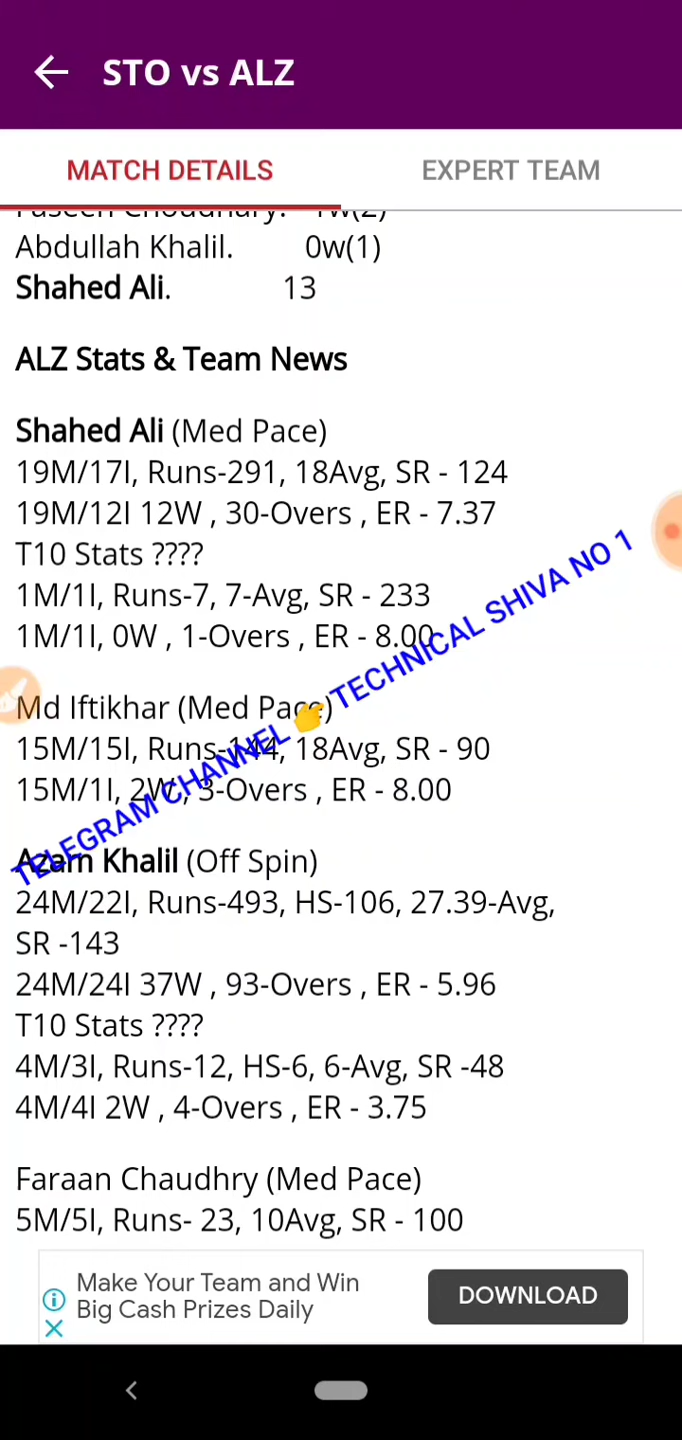 STO vs ALZ
MATCH DETAILS
EXPERT TEAM
Abdullah Khalil. 0w(1)
Shahed Ali. 13
ALZ Stats & Team News
Shahed Ali (Med Pace)
19M/17I, Runs-291, 18Avg, SR - 124
19M/12I 12W , 30-Overs , ER - 7.37
T10 Stats ????
1M/1I, Runs-7, 7-Avg, SR - 233
1M/1I, 0W , 1-Overs , ER - 8.00
Md Iftikhar (Med Pace)
15M/15I, Runs-144, 18Avg, SR - 90
15M/1I, 2W , 3-Overs , ER - 8.00
TELEGRAM CHANNEL 👉 TECHNICAL SHIVA NO 1
Azam Khalil (Off Spin)
24M/22I, Runs-493, HS-106, 27.39-Avg,
SR -143
24M/24I 37W , 93-Overs , ER - 5.96
T10 Stats ????
4M/3I, Runs-12, HS-6, 6-Avg, SR -48
4M/4I 2W , 4-Overs , ER - 3.75
Faraan Chaudhry (Med Pace)
5M/5I, Runs- 23, 10Avg, SR - 100
Make Your Team and Win
Big Cash Prizes Daily
DOWNLOAD